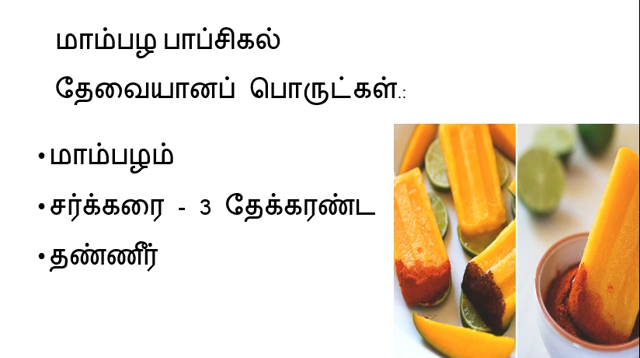 மாம்பழ பாப்சிகல்
தேவையானப் பொருட்கள்.:
•மாம்பழம்
•சர்க்கரை - 3 தேக்கரண்ட
•தண்ணீர்